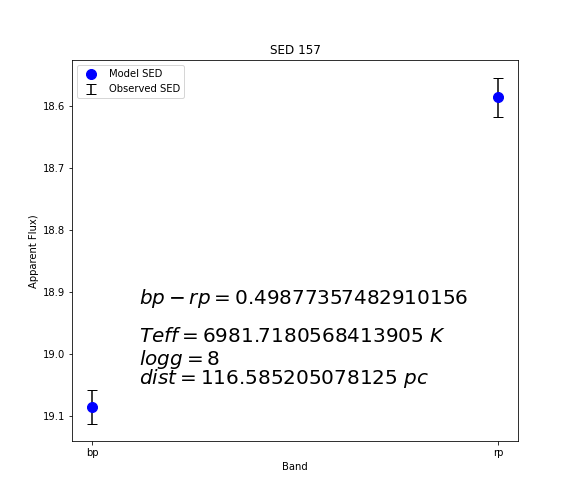 SED 157
Model SED
Observed SED
18.6
18.7
18.8
18.9
19.0
19.1
Apparent Flux)
bp − rp = 0.49877357482910156
Teff = 6981.7180568413905 K
logg = 8
dist = 116.585205078125 pc
bp
rp
Band